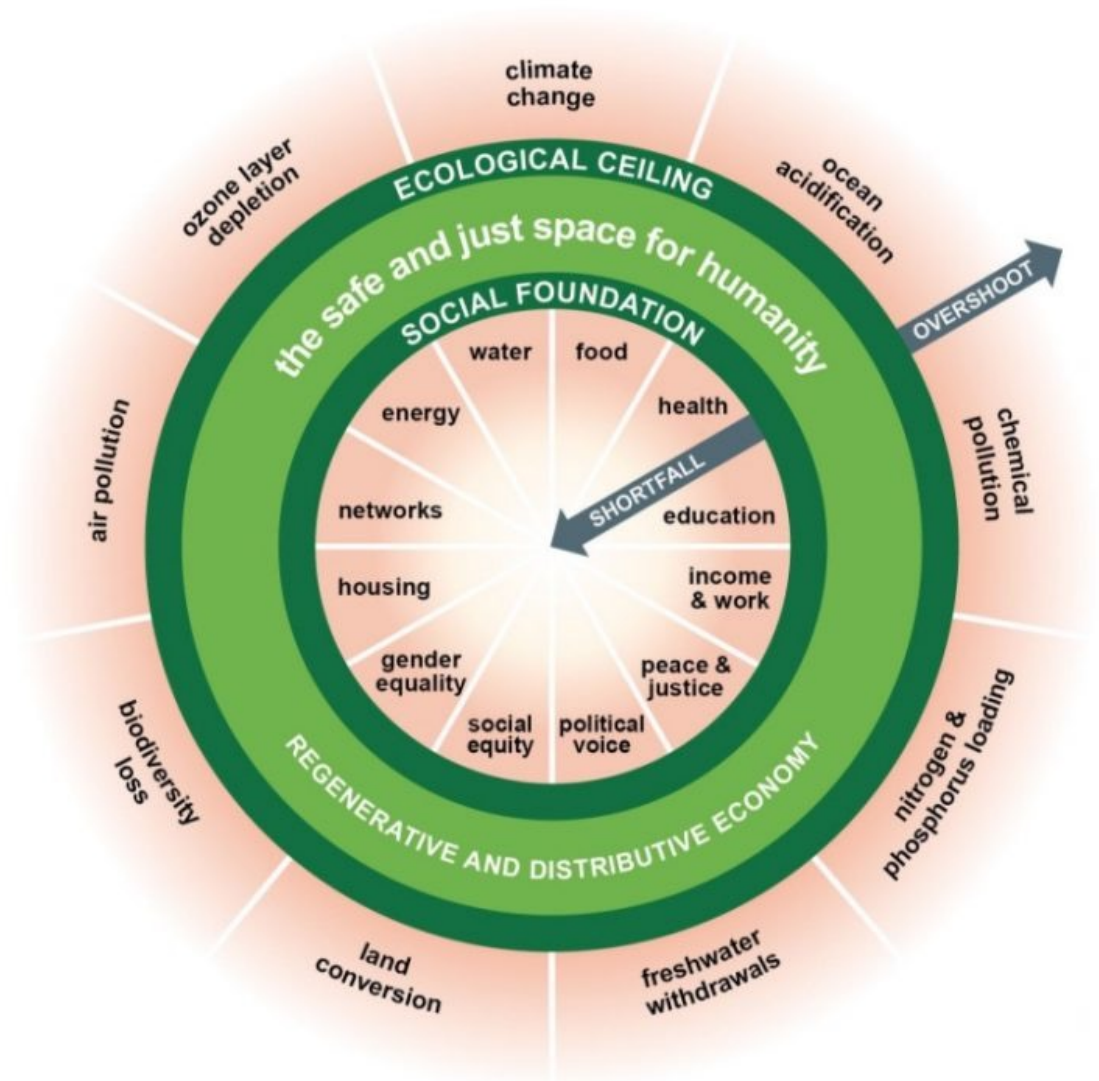 climate
change
ozone layer
depletion
ocean
acidification
ECOLOGICAL CEILING
the safe and just space for humanity
OVERSHOOT
SOCIAL FOUNDATION
water
food
energy
health
SHORTFALL
networks
education
housing
income
& work
gender
equality
peace &
justice
social
equity
political
voice
air pollution
chemical
pollution
REGENERATIVE AND DISTRIBUTIVE ECONOMY
biodiversity
loss
nitrogen &
phosphorus loading
land
conversion
freshwater
withdrawals